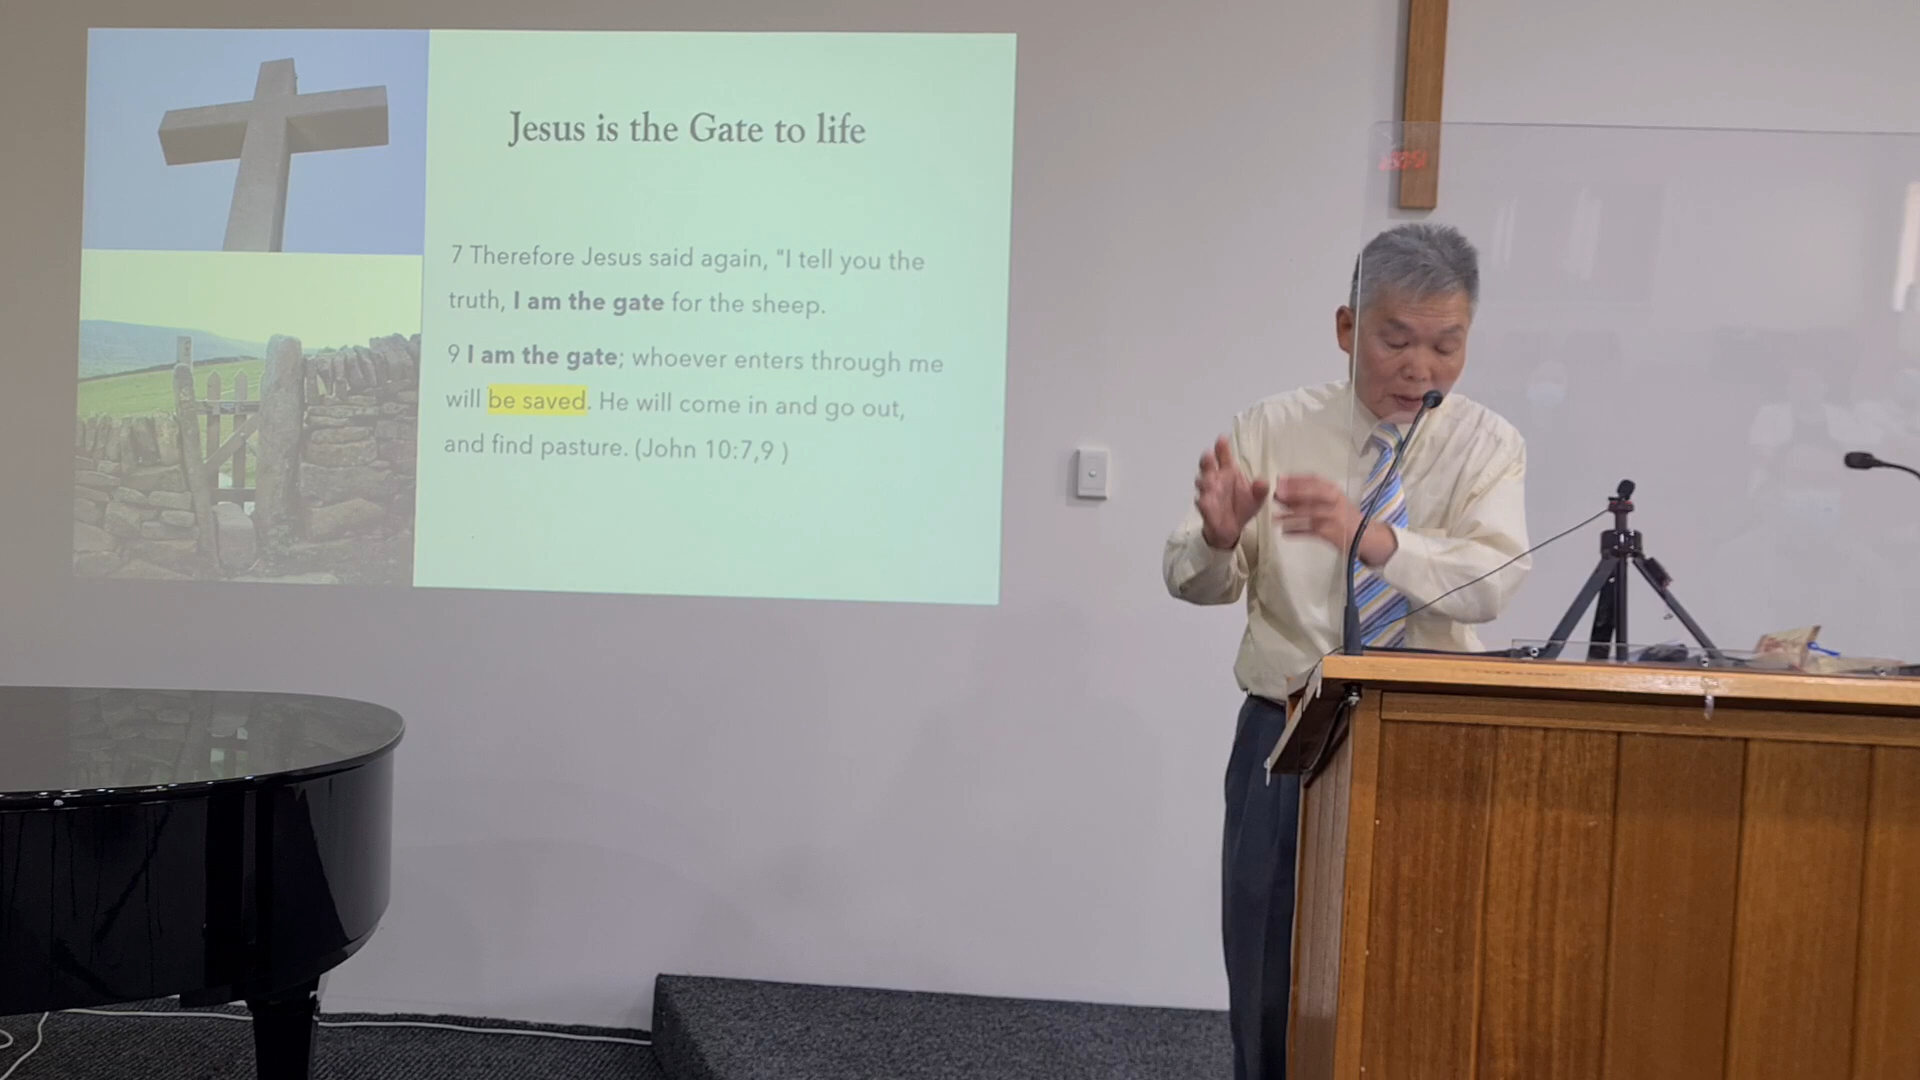 Jesus is the Gate to life
7 Therefore Jesus said again, "I tell you the
truth, I am the gate for the sheep.
9 I am the gate; whoever enters through me
will be saved. He will come in and go out,
and find pasture. (John 10:7,9 )